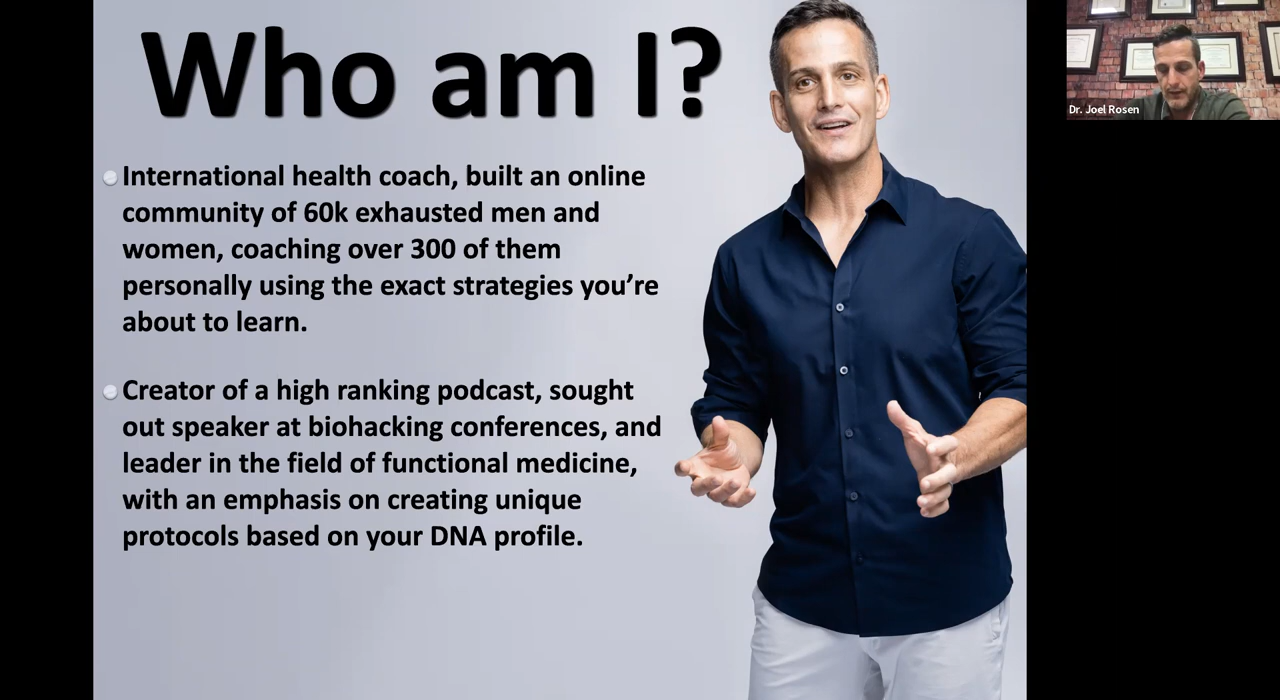 Who am I?
International health coach, built an online
community of 60k exhausted men and
women, coaching over 300 of them
personally using the exact strategies you’re
about to learn.
Creator of a high ranking podcast, sought
out speaker at biohacking conferences, and
leader in the field of functional medicine,
with an emphasis on creating unique
protocols based on your DNA profile.
Dr. Joel Rosen